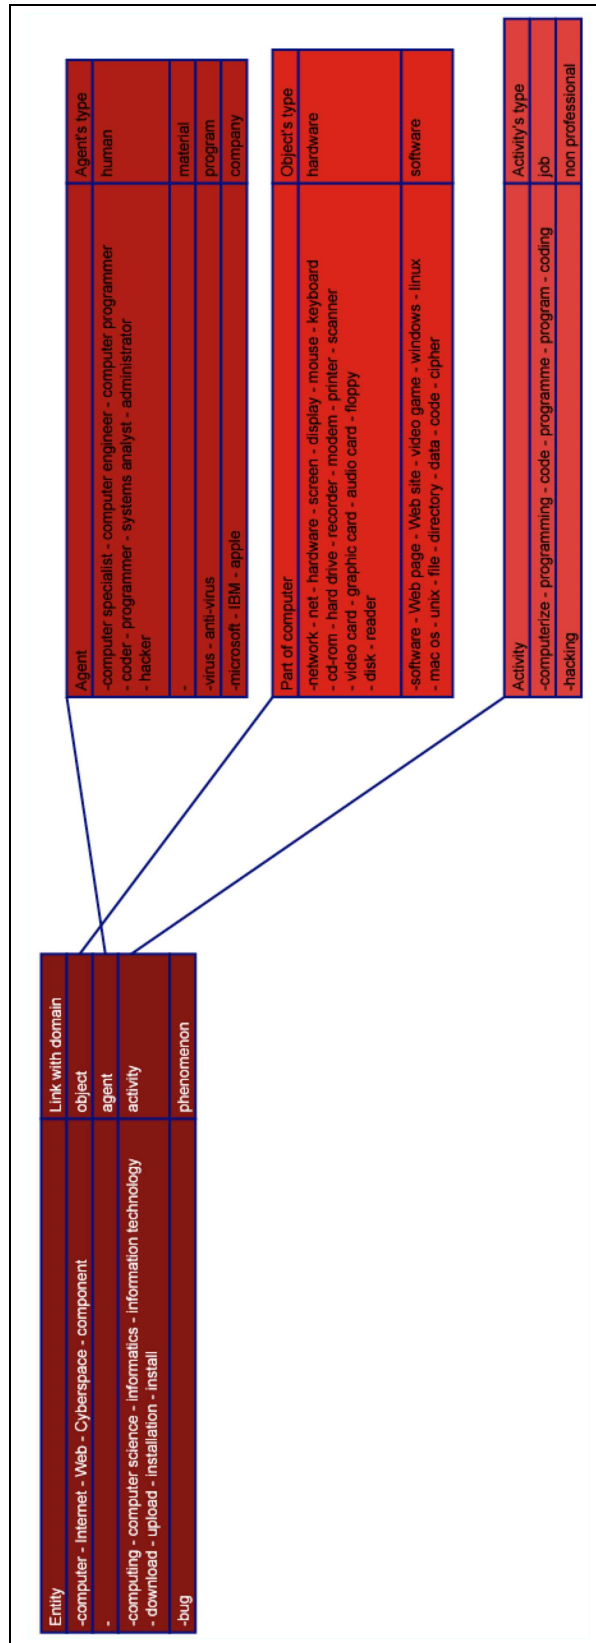 Entity Link with domain
-computer - Internet - Web - Cyberspace - component object
- agent
-computing - computer science - informatics - information technology activity
- download - upload - installation - install
-bug phenomenon
Agent Agent's type
-computer specialist - computer engineer - computer programmer human
- coder - programmer - systems analyst - administrator
- hacker
- material
-virus - anti-virus program
-microsoft - IBM - apple company
Part of computer Object's type
-network - net - hardware - screen - display - mouse - keyboard hardware
- cd-rom - hard drive - recorder - modem - printer - scanner
- video card - graphic card - audio card - floppy
- disk - reader
-software - Web page - Web site - video game - windows - linux software
- mac os - unix - file - directory - data - code - cipher
Activity Activity's type
-computerize - programming - code - programme - program - coding job
-hacking non professional